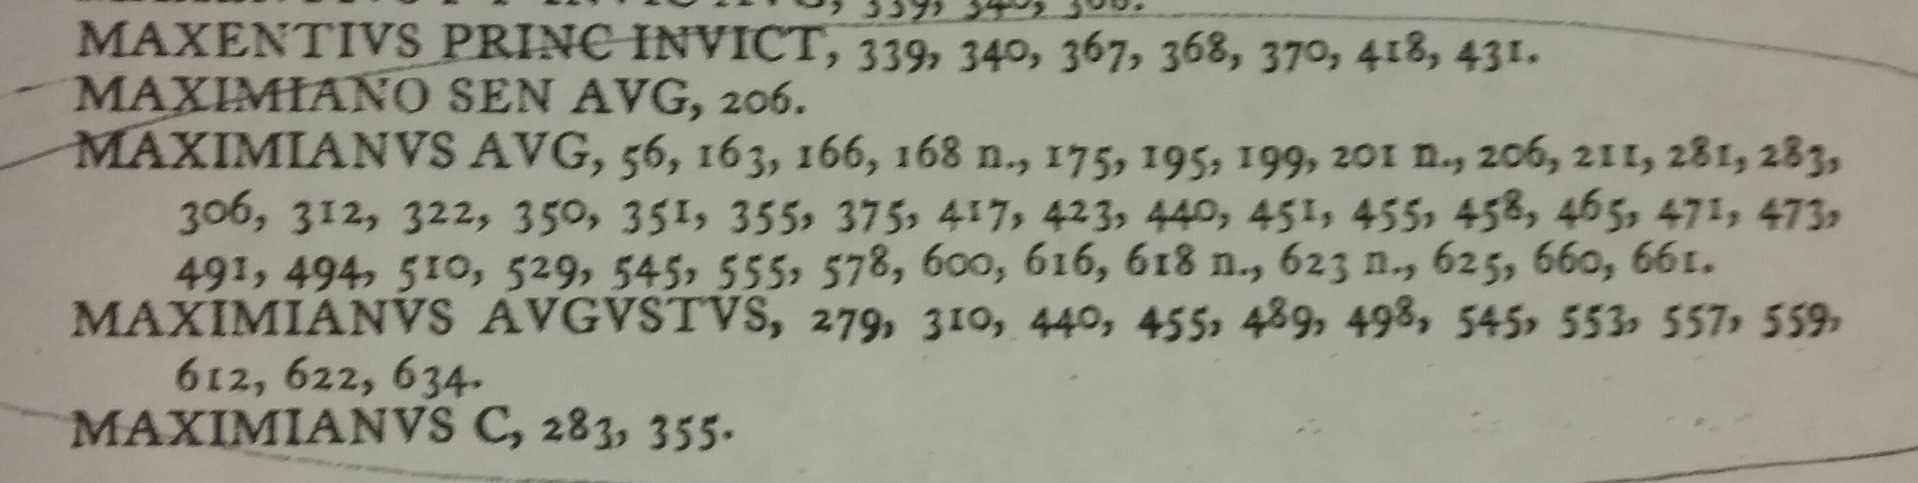 339, 340, 368.
MAXENTIVS PRINC INVICT, 339, 340, 367, 368, 370, 418, 431.
MAXIMIANO SEN AVG, 206.
MAXIMIANVS AVG, 56, 163, 166, 168 n., 175, 195, 199, 201 n., 206, 211, 281, 283,
306, 312, 322, 350, 351, 355, 375, 417, 423, 440, 451, 455, 458, 465, 471, 473,
491, 494, 510, 529, 545, 555, 578, 600, 616, 618 n., 623 n., 625, 660, 661.
MAXIMIANVS AVGVSTVS, 279, 310, 440, 455, 489, 498, 545, 553, 557, 559,
612, 622, 634.
MAXIMIANVS C, 283, 355.